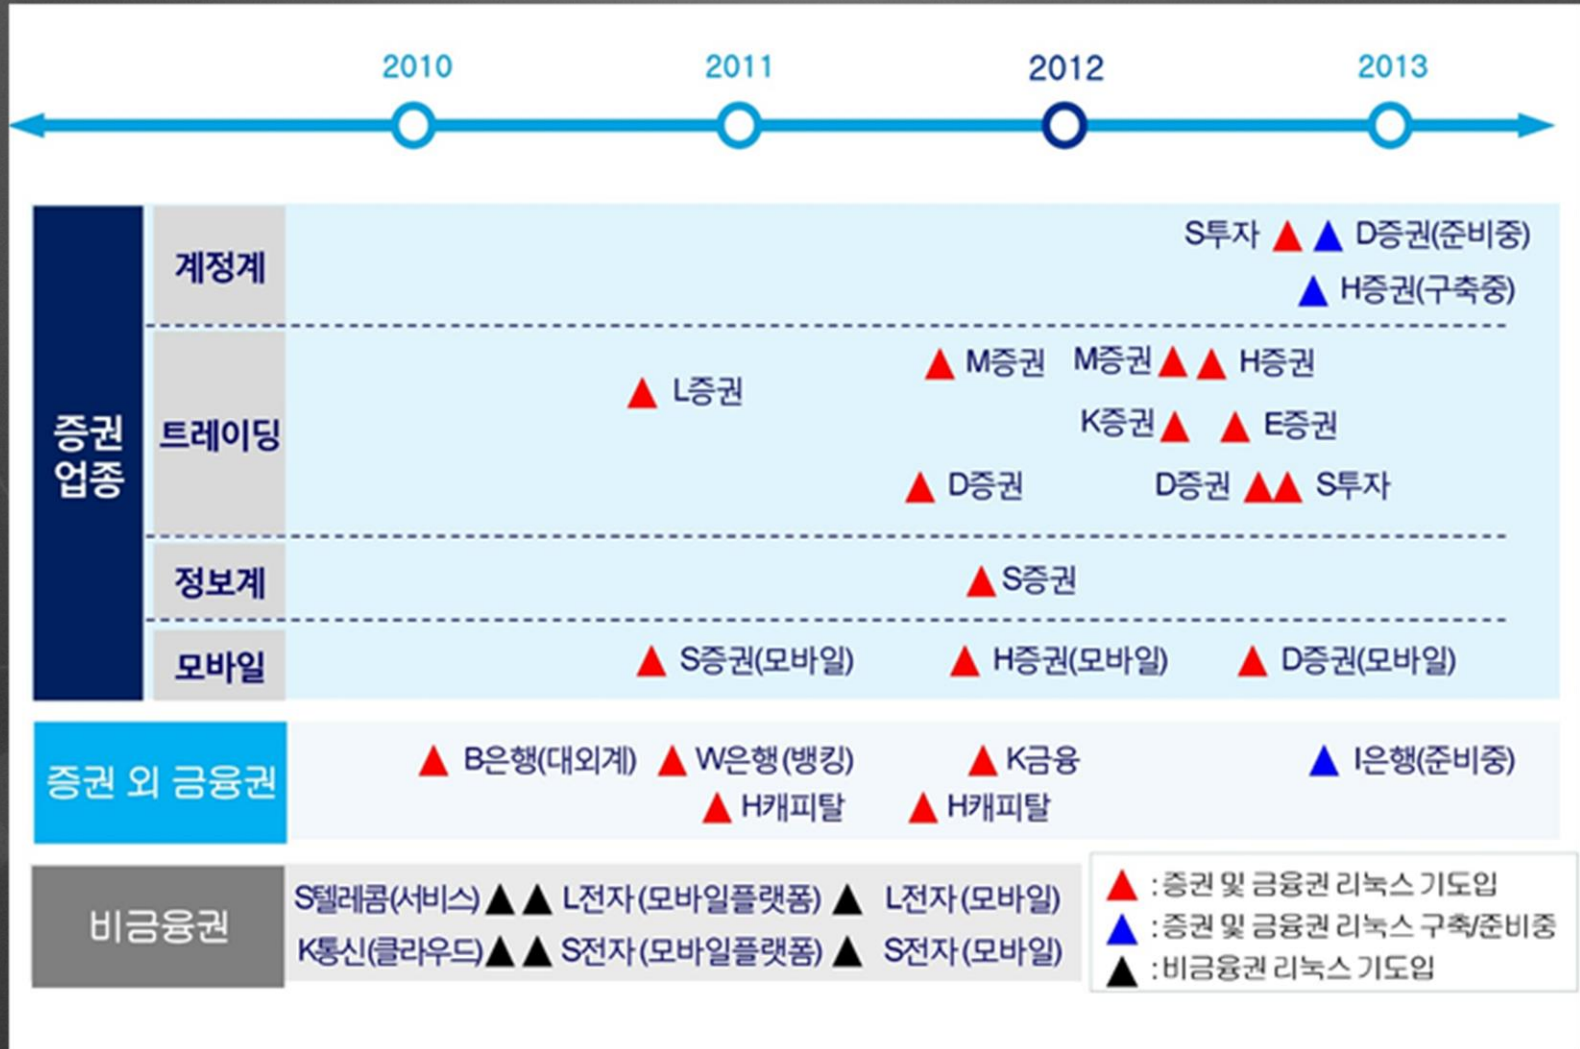 2010 2011 2012 2013
증권
업종
계정계
S투자 ▲ ▲ D증권(준비중)
▲ H증권(구축중)
트레이딩
▲ M증권 M증권 ▲ ▲ H증권
▲ L증권
K증권 ▲ ▲ E증권
▲ D증권 D증권 ▲▲ S투자
정보계
▲ S증권
모바일
▲ S증권(모바일) ▲ H증권(모바일) ▲ D증권(모바일)
증권 외 금융권
▲ B은행(대외계) ▲ W은행(뱅킹) ▲ K금융 ▲ I은행(준비중)
▲ H캐피탈 ▲ H캐피탈
비금융권
S텔레콤(서비스) ▲ ▲ L전자(모바일플랫폼) ▲ L전자(모바일)
K통신(클라우드) ▲ ▲ S전자(모바일플랫폼) ▲ S전자(모바일)
▲ : 증권 및 금융권 리눅스 기도입
▲ : 증권 및 금융권 리눅스 구축/준비중
▲ : 비금융권 리눅스 기도입